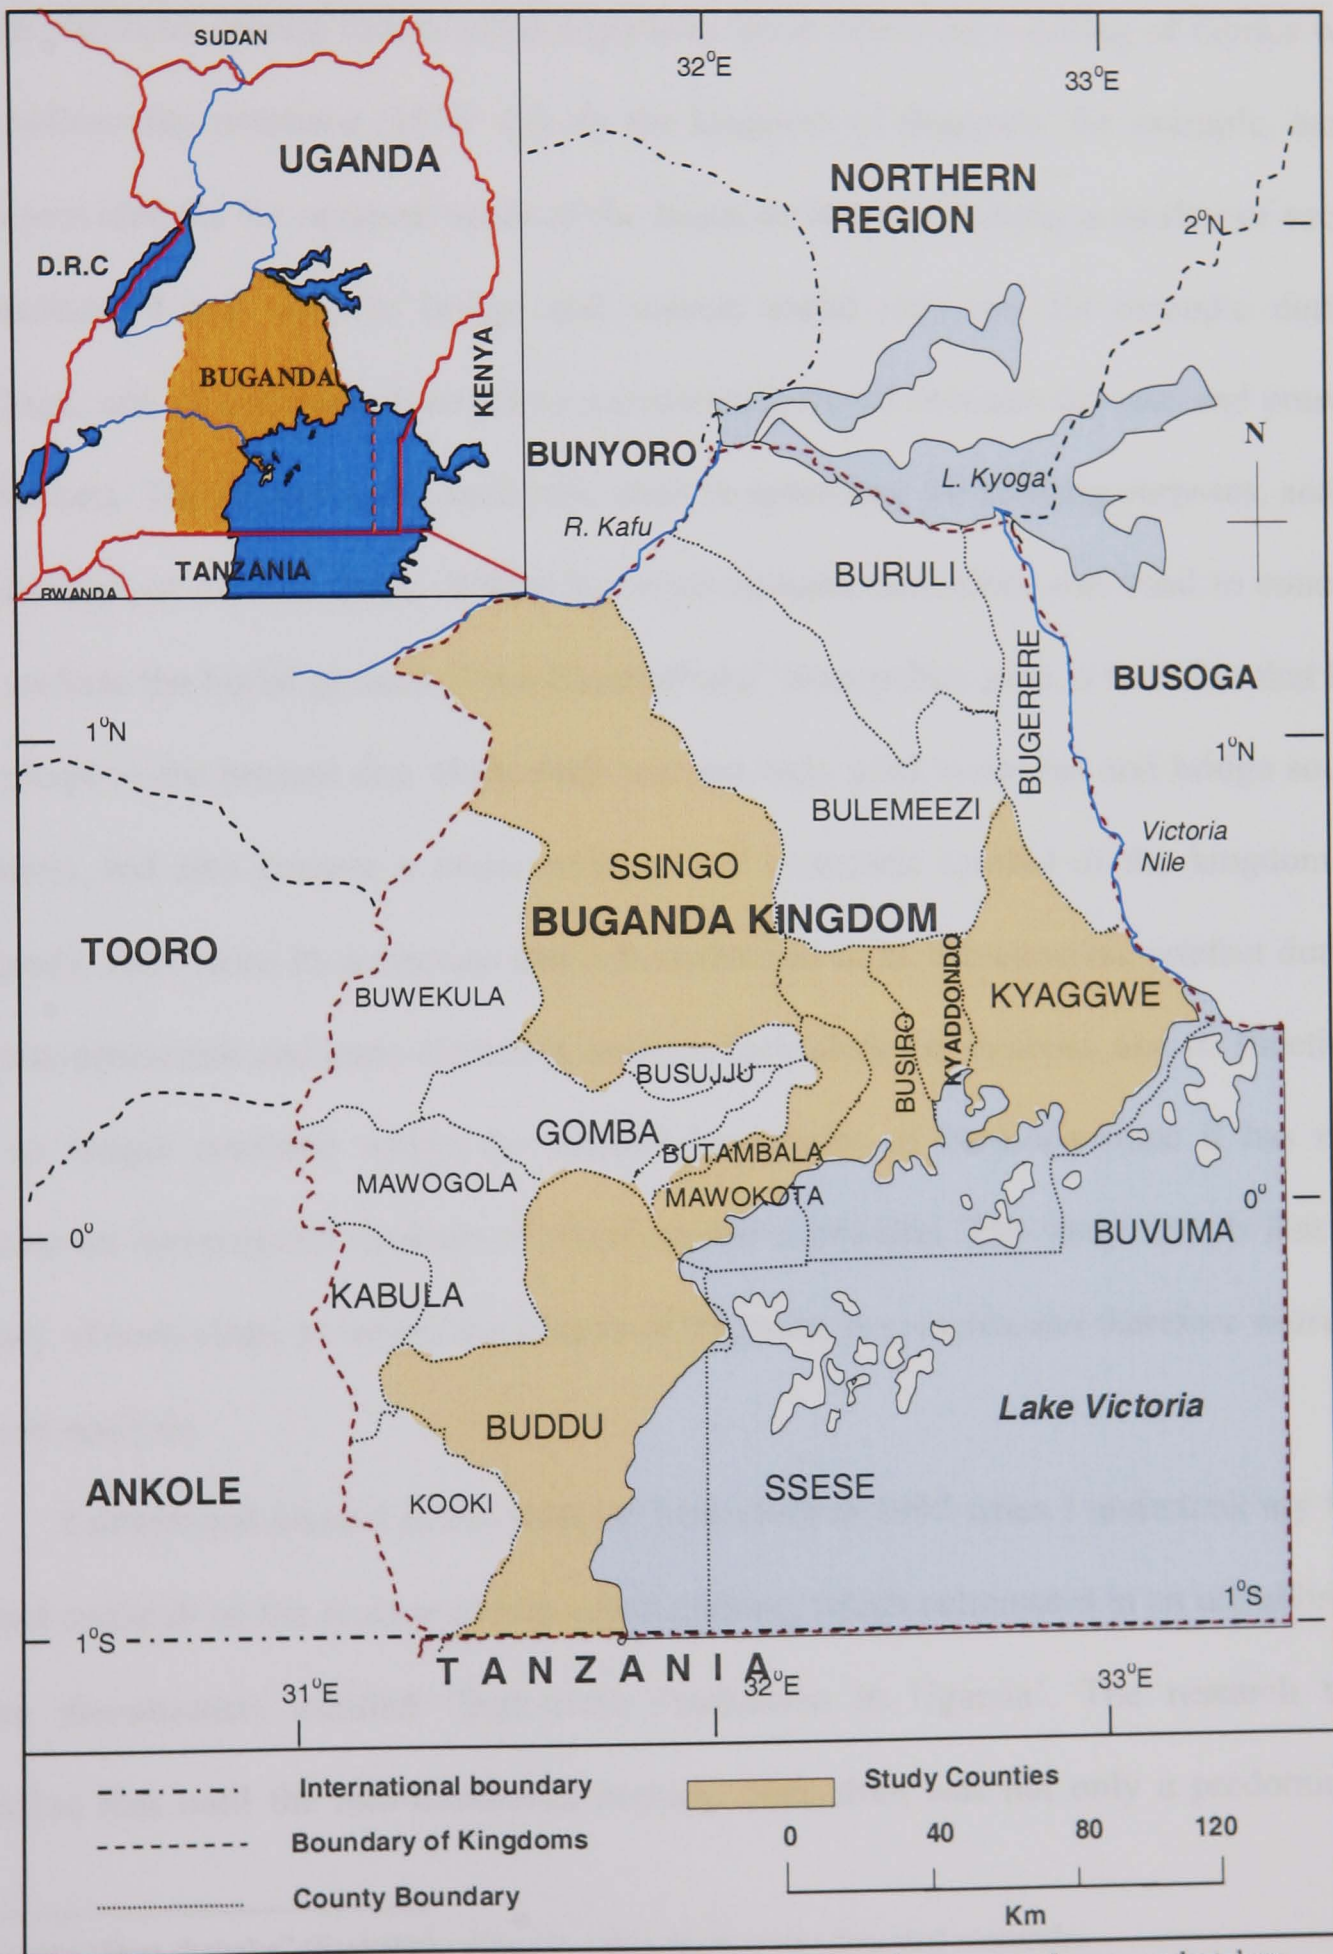 SUDAN
UGANDA
D.R.C
BUGANDA
KENYA
TANZANIA
RWANDA
32°E
33°E
NORTHERN
REGION
2°N
N
BUNYORO
L. Kyoga
R. Kafu
BURULI
BUGERERE
BUSOGA
1°N
1°N
BULEMEEZI
Victoria
Nile
SSINGO
BUGANDA KINGDOM
TOORO
BUWEKULA
KYAGGWE
BUSIRO
KYADDONDO
BUSUJJU
GOMBA
BUTAMBALA
MAWOGOLA
MAWOKOTA
0°
0°
BUVUMA
KABULA
Lake Victoria
BUDDU
ANKOLE
KOOKI
SSESE
1°S
1°S
TANZANIA
31°E
32°E
33°E
International boundary
Study Counties
Boundary of Kingdoms
0 40 80 120
County Boundary
Km